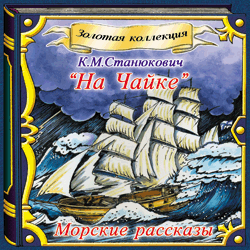 Золотая коллекция
К.М.Станюкович
"На Чайке"
Морские рассказы